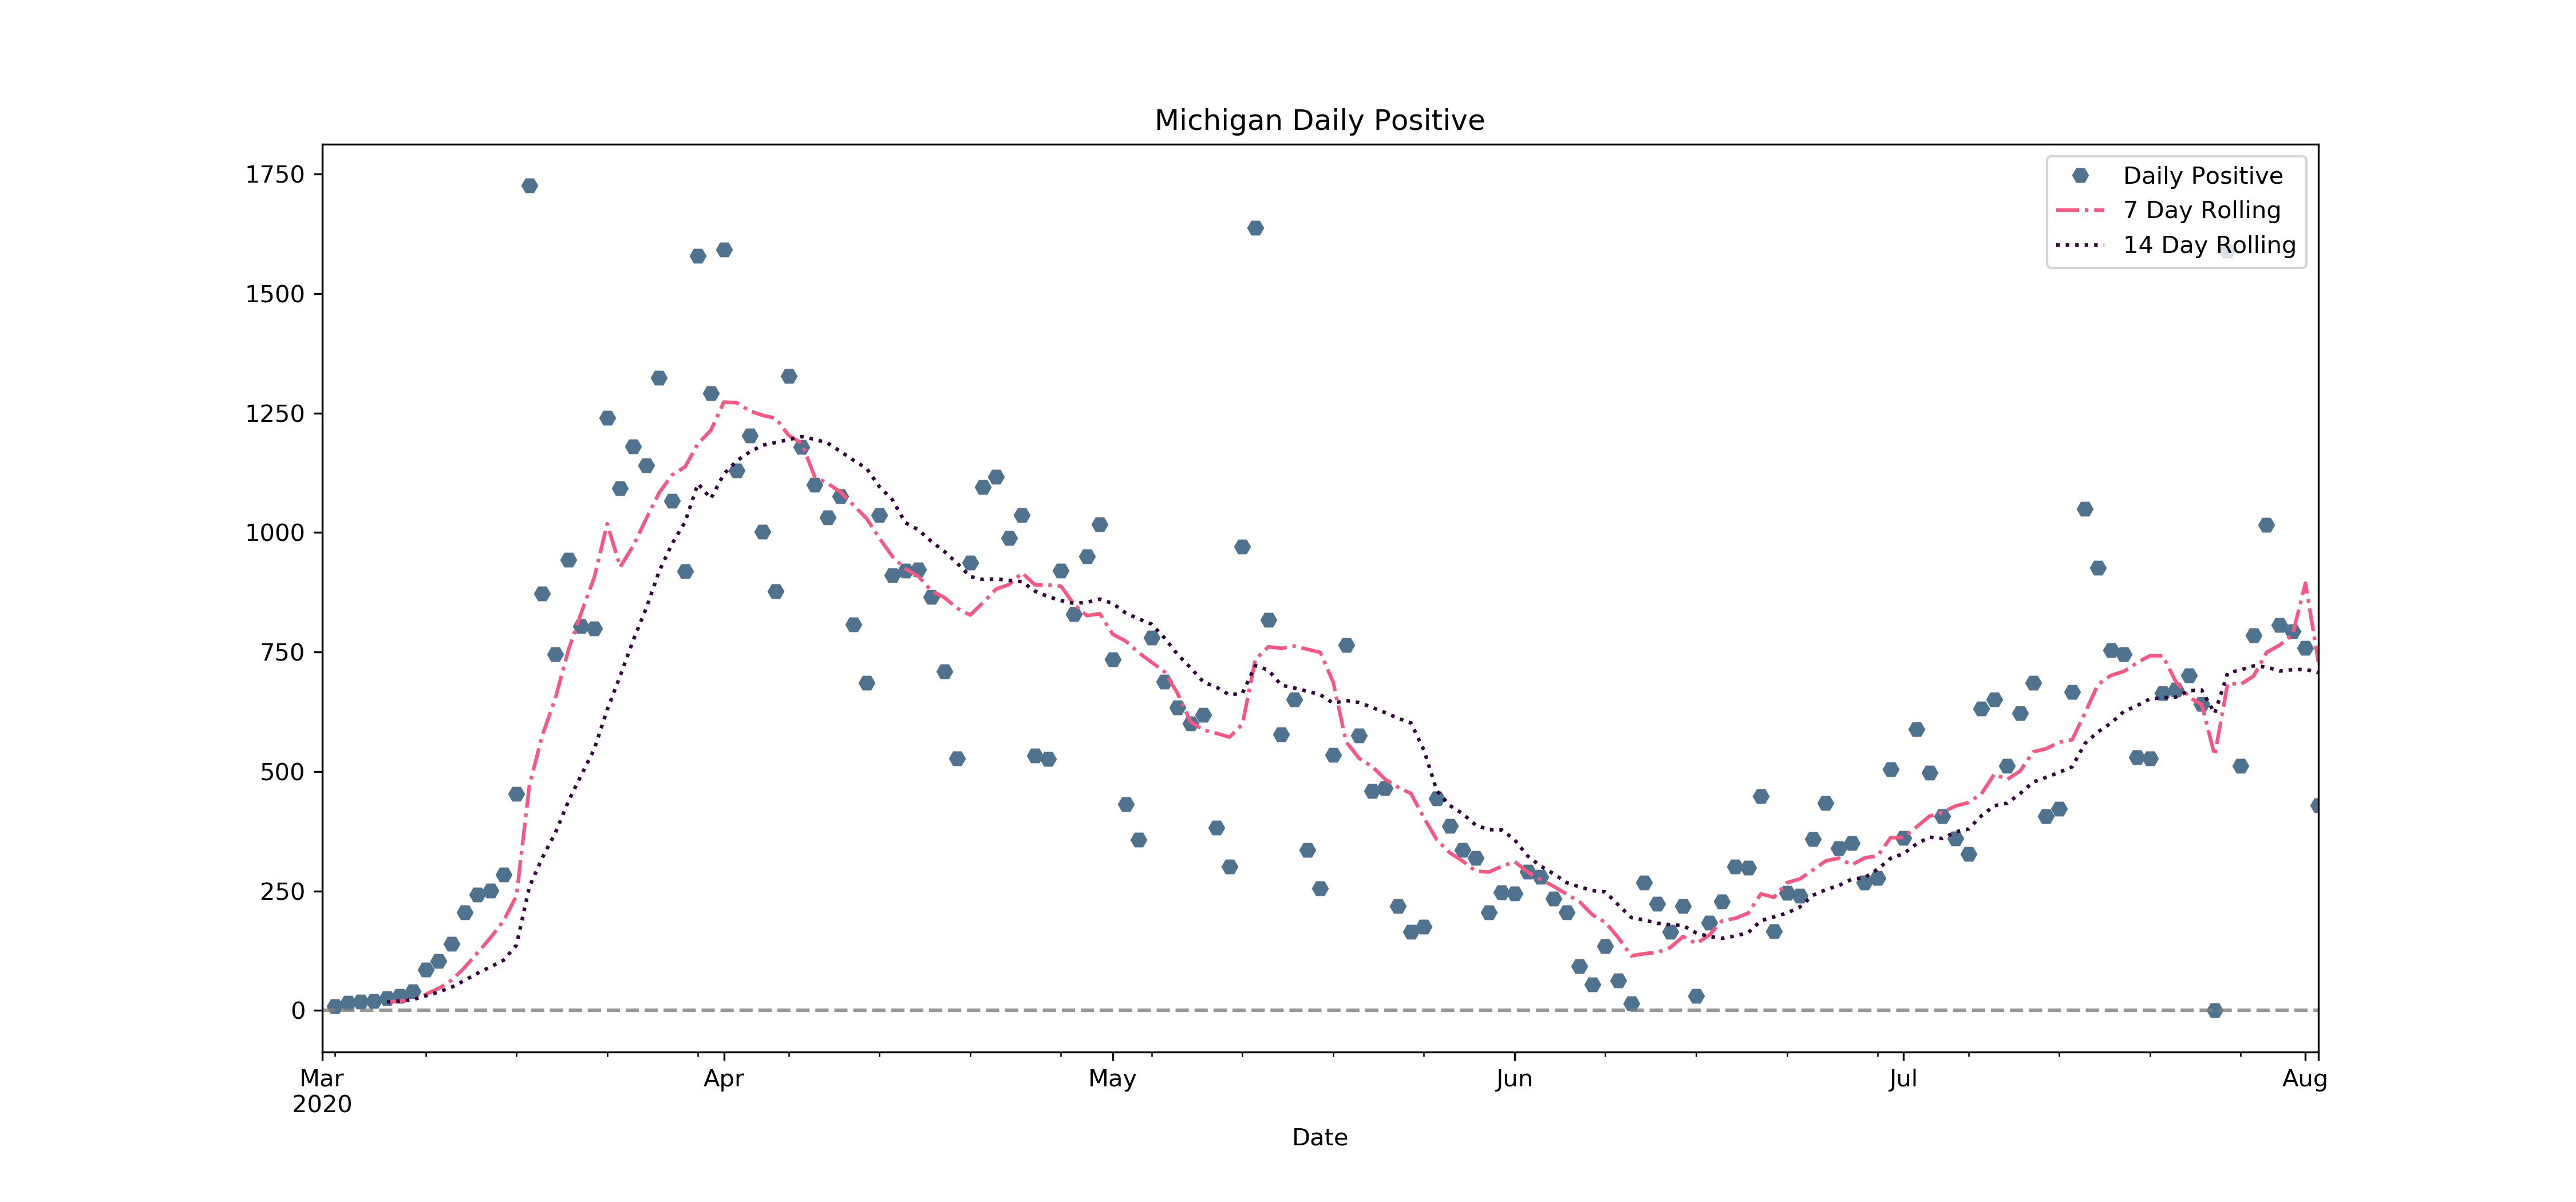 Michigan Daily Positive
1750
1500
1250
1000
750
500
250
0
Daily Positive
7 Day Rolling
14 Day Rolling
Mar Apr May Jun Jul Aug
2020
Date